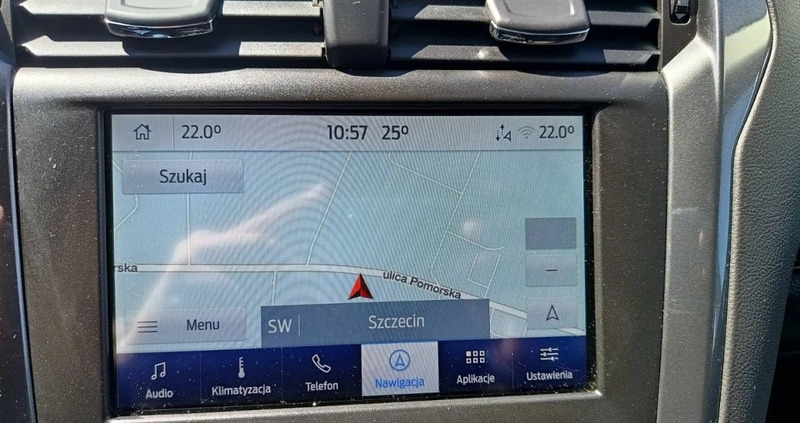 22.0° 10:57 25° 22.0°
Szukaj
rska
ulica Pomorska
Menu
SW Szczecin
Audio Klimatyzacja Telefon Nawigacja Aplikacje Ustawienia